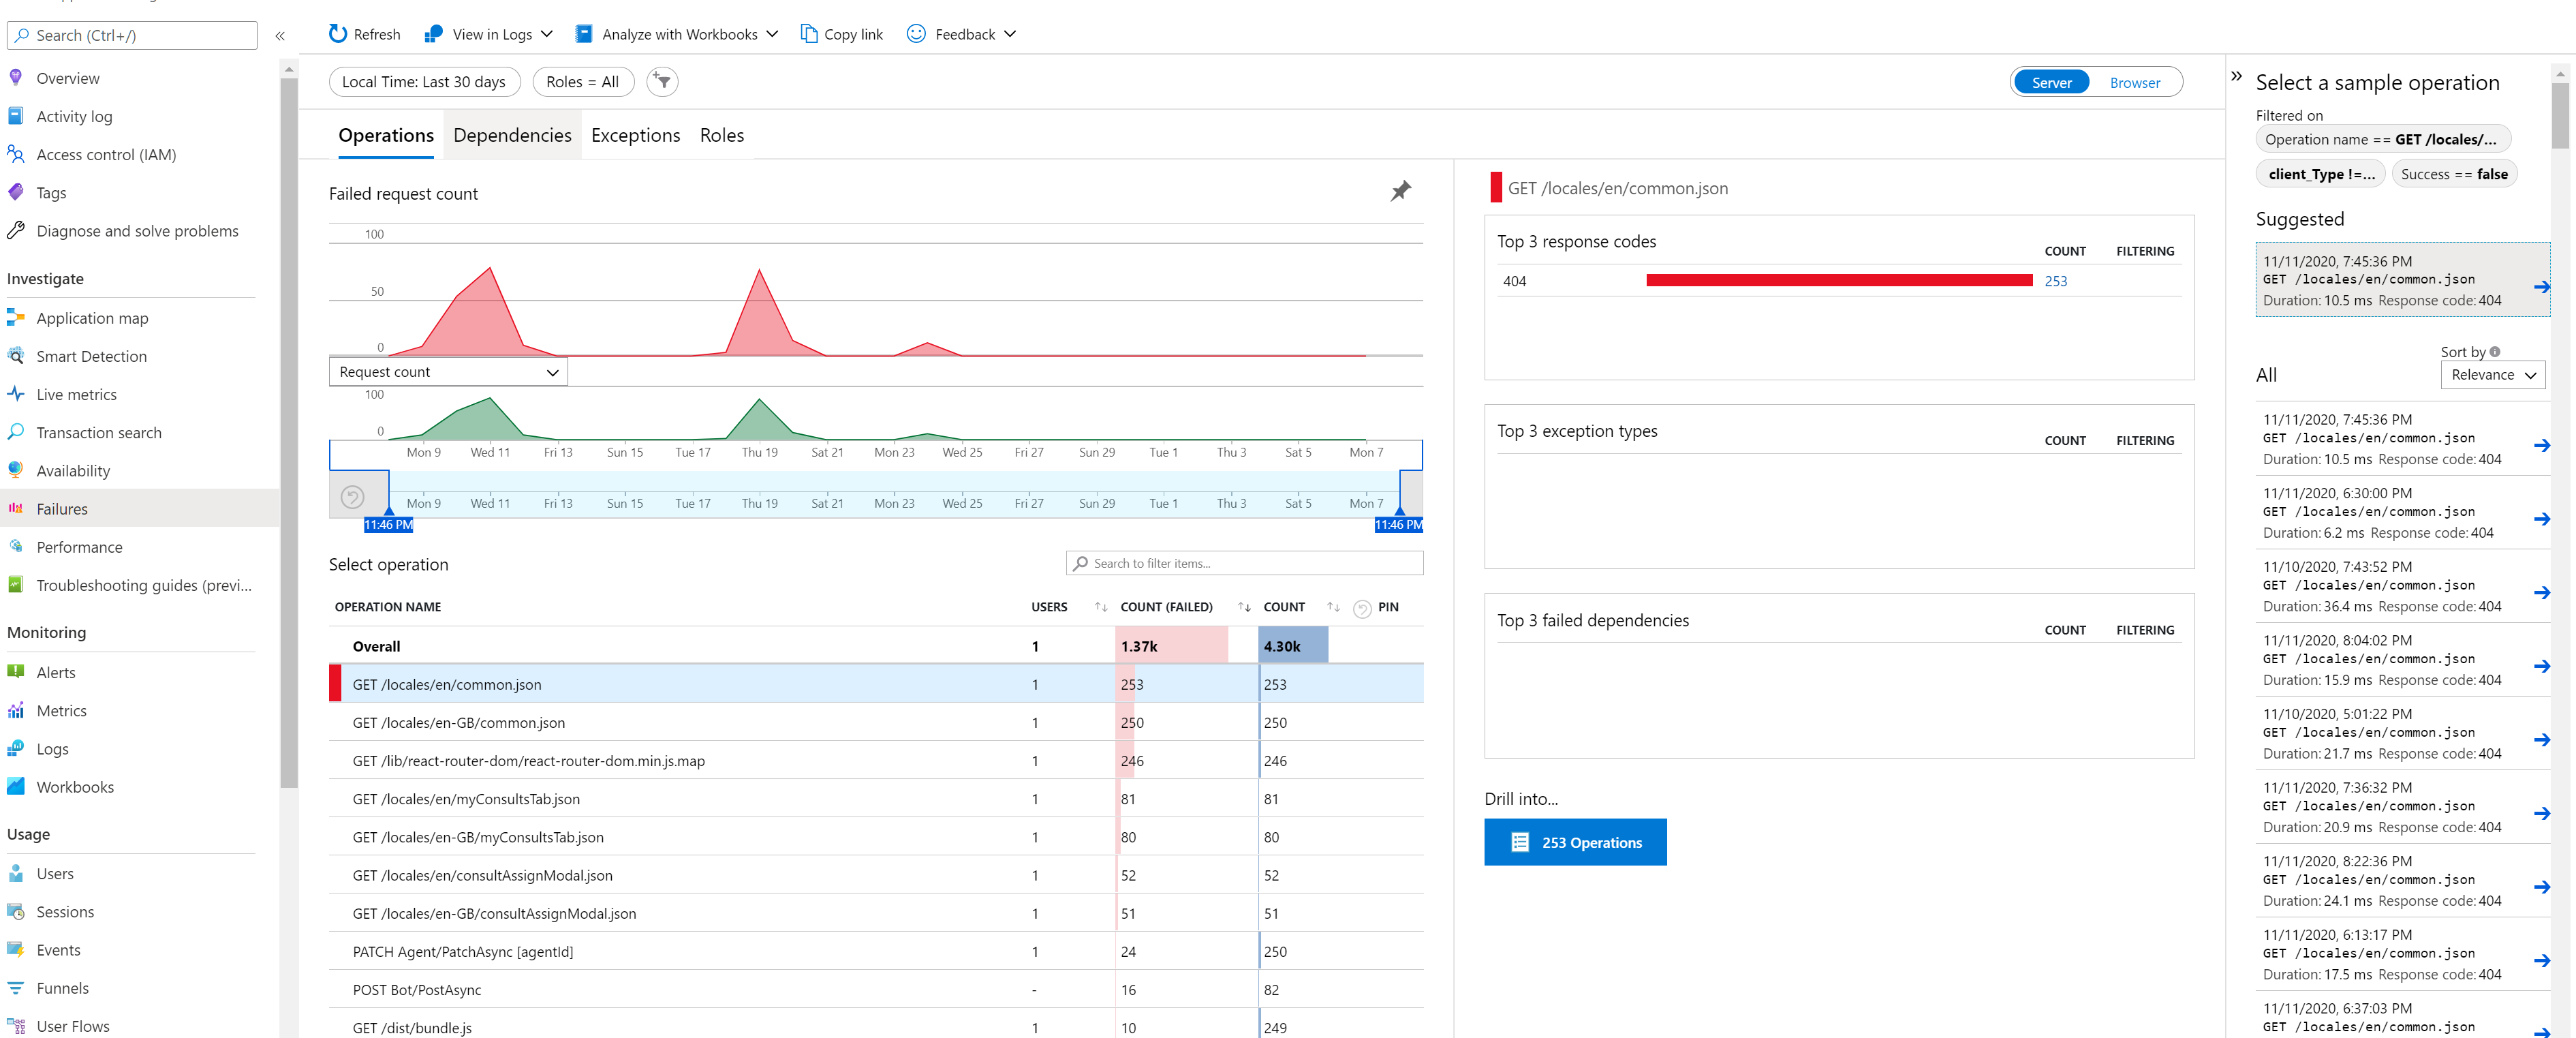 Search (Ctrl+/)
«
Overview
Activity log
Access control (IAM)
Tags
Diagnose and solve problems
Investigate
Application map
Smart Detection
Live metrics
Transaction search
Availability
Failures
Performance
Troubleshooting guides (previ...
Monitoring
Alerts
Metrics
Logs
Workbooks
Usage
Users
Sessions
Events
Funnels
User Flows
Refresh View in Logs Analyze with Workbooks Copy link Feedback
Local Time: Last 30 days Roles = All Server Browser
Operations Dependencies Exceptions Roles
Failed request count
100
50
0
Request count
100
0
Mon 9 Wed 11 Fri 13 Sun 15 Tue 17 Thu 19 Sat 21 Mon 23 Wed 25 Fri 27 Sun 29 Tue 1 Thu 3 Sat 5 Mon 7
Mon 9 Wed 11 Fri 13 Sun 15 Tue 17 Thu 19 Sat 21 Mon 23 Wed 25 Fri 27 Sun 29 Tue 1 Thu 3 Sat 5 Mon 7
11:46 PM 11:46 PM
Select operation Search to filter items...
OPERATION NAME USERS ↑↓ COUNT (FAILED) ↑↓ COUNT ↑↓ PIN
Overall 1 1.37k 4.30k
GET /locales/en/common.json 1 253 253
GET /locales/en-GB/common.json 1 250 250
GET /lib/react-router-dom/react-router-dom.min.js.map 1 246 246
GET /locales/en/myConsultsTab.json 1 81 81
GET /locales/en-GB/myConsultsTab.json 1 80 80
GET /locales/en/consultAssignModal.json 1 52 52
GET /locales/en-GB/consultAssignModal.json 1 51 51
PATCH Agent/PatchAsync [agentId] 1 24 250
POST Bot/PostAsync - 16 82
GET /dist/bundle.js 1 10 249
GET /locales/en/common.json
Top 3 response codes COUNT FILTERING
404 253
Top 3 exception types COUNT FILTERING
Top 3 failed dependencies COUNT FILTERING
Drill into...
253 Operations
» Select a sample operation
Filtered on
Operation name == GET /locales/...
client_Type !=... Success == false
Suggested
11/11/2020, 7:45:36 PM
GET /locales/en/common.json
Duration: 10.5 ms Response code: 404
Sort by
All Relevance
11/11/2020, 7:45:36 PM
GET /locales/en/common.json
Duration: 10.5 ms Response code: 404
11/11/2020, 6:30:00 PM
GET /locales/en/common.json
Duration: 6.2 ms Response code: 404
11/10/2020, 7:43:52 PM
GET /locales/en/common.json
Duration: 36.4 ms Response code: 404
11/11/2020, 8:04:02 PM
GET /locales/en/common.json
Duration: 15.9 ms Response code: 404
11/10/2020, 5:01:22 PM
GET /locales/en/common.json
Duration: 21.7 ms Response code: 404
11/11/2020, 7:36:32 PM
GET /locales/en/common.json
Duration: 20.9 ms Response code: 404
11/11/2020, 8:22:36 PM
GET /locales/en/common.json
Duration: 24.1 ms Response code: 404
11/11/2020, 6:13:17 PM
GET /locales/en/common.json
Duration: 17.5 ms Response code: 404
11/11/2020, 6:37:03 PM
GET /locales/en/common.json